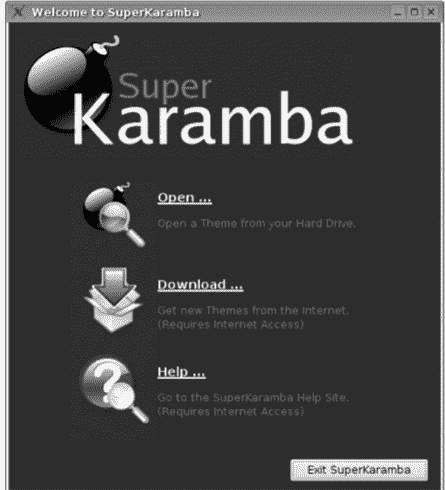 Welcome to SuperKaramba
Super
Karamba
Open ...
Open a Theme from your Hard Drive.
Download ...
Get new Themes from the Internet.
(Requires Internet Access)
Help ...
Go to the SuperKaramba Help Site.
(Requires Internet Access)
Exit SuperKaramba